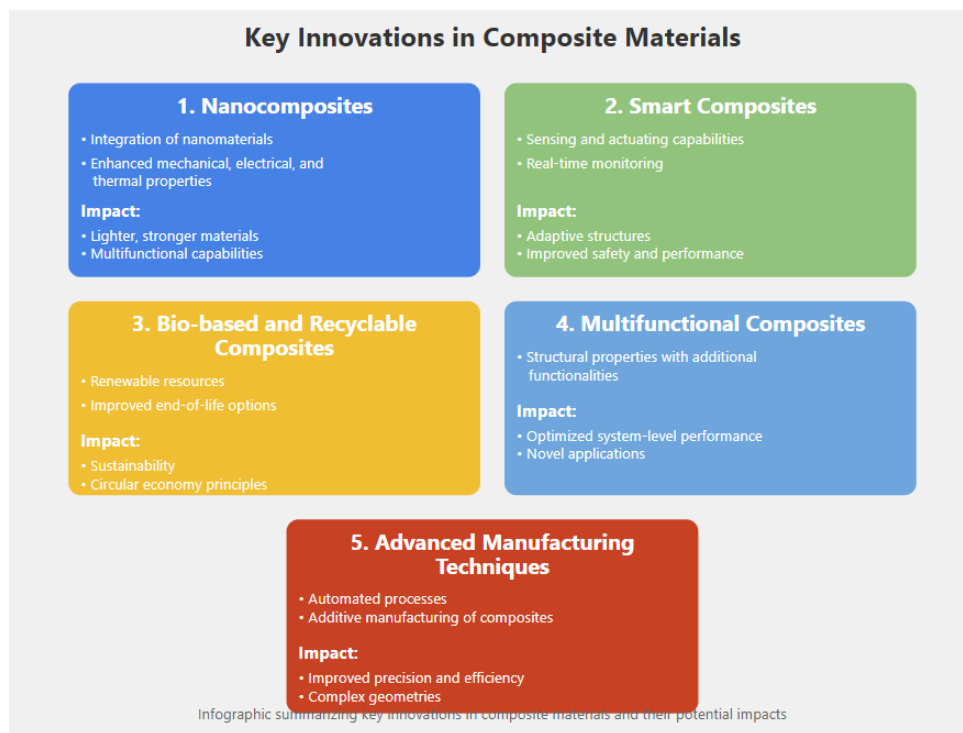 Key Innovations in Composite Materials
1. Nanocomposites
• Integration of nanomaterials
• Enhanced mechanical, electrical, and
thermal properties
Impact:
• Lighter, stronger materials
• Multifunctional capabilities
2. Smart Composites
• Sensing and actuating capabilities
• Real-time monitoring
Impact:
• Adaptive structures
• Improved safety and performance
3. Bio-based and Recyclable
Composites
• Renewable resources
• Improved end-of-life options
Impact:
• Sustainability
• Circular economy principles
4. Multifunctional Composites
• Structural properties with additional
functionalities
Impact:
• Optimized system-level performance
• Novel applications
5. Advanced Manufacturing
Techniques
• Automated processes
• Additive manufacturing of composites
Impact:
• Improved precision and efficiency
• Complex geometries
Infographic summarizing key innovations in composite materials and their potential impacts